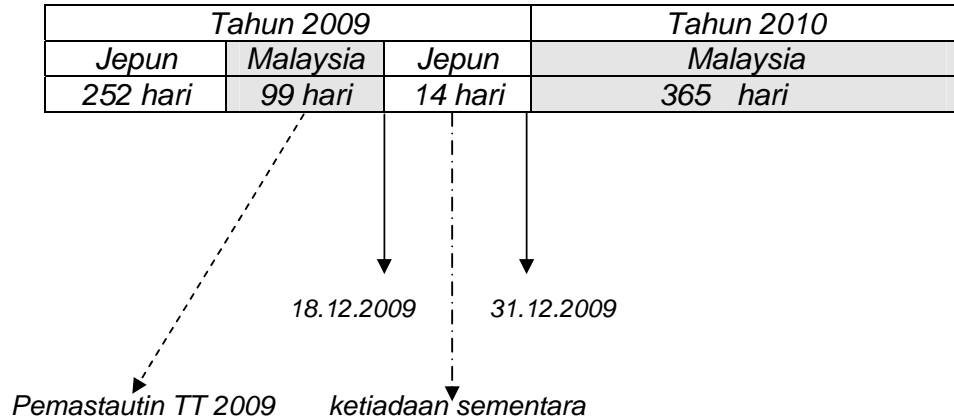 Tahun 2009 Tahun 2010
Jepun Malaysia Jepun Malaysia
252 hari 99 hari 14 hari 365 hari
18.12.2009 31.12.2009
Pemastautin TT 2009 ketiadaan sementara